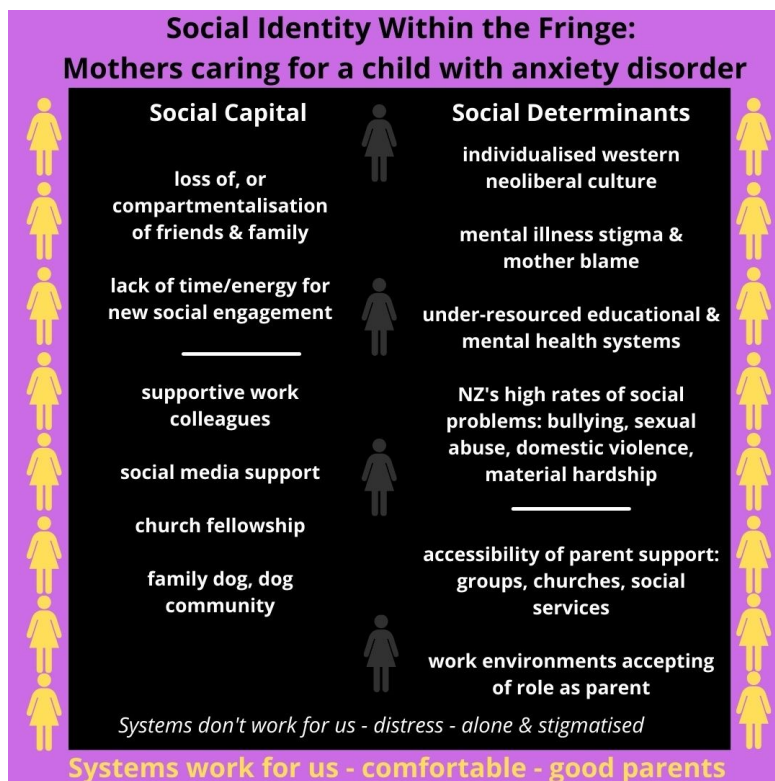 Social Identity Within the Fringe:
Mothers caring for a child with anxiety disorder
Social Capital
loss of, or
compartmentalisation
of friends & family
lack of time/energy for
new social engagement
supportive work
colleagues
social media support
church fellowship
family dog, dog
community
Social Determinants
individualised western
neoliberal culture
mental illness stigma &
mother blame
under-resourced educational &
mental health systems
NZ's high rates of social
problems: bullying, sexual
abuse, domestic violence,
material hardship
accessibility of parent support:
groups, churches, social
services
work environments accepting
of role as parent
Systems don't work for us - distress - alone & stigmatised
Systems work for us - comfortable - good parents